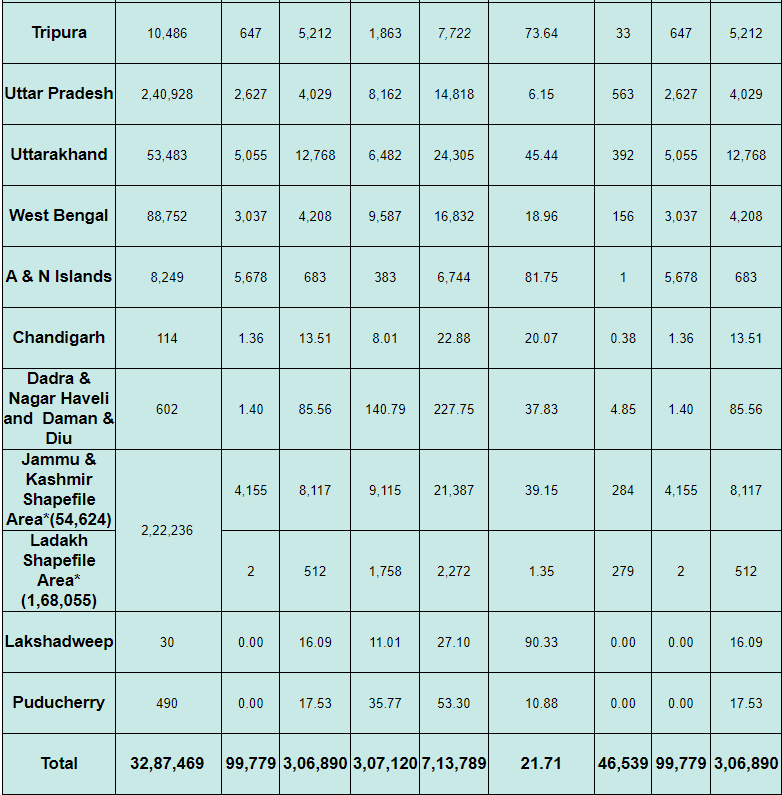 Tripura 10,486 647 5,212 1,863 7,722 73.64 33 647 5,212
Uttar Pradesh 2,40,928 2,627 4,029 8,162 14,818 6.15 563 2,627 4,029
Uttarakhand 53,483 5,055 12,768 6,482 24,305 45.44 392 5,055 12,768
West Bengal 88,752 3,037 4,208 9,587 16,832 18.96 156 3,037 4,208
A & N Islands 8,249 5,678 683 383 6,744 81.75 1 5,678 683
Chandigarh 114 1.36 13.51 8.01 22.88 20.07 0.38 1.36 13.51
Dadra &
Nagar Haveli
and Daman &
Diu
602 1.40 85.56 140.79 227.75 37.83 4.85 1.40 85.56
Jammu &
Kashmir
Shapefile
Area*(54,624)
2,22,236
4,155 8,117 9,115 21,387 39.15 284 4,155 8,117
Ladakh
Shapefile
Area*
(1,68,055)
2 512 1,758 2,272 1.35 279 2 512
Lakshadweep 30 0.00 16.09 11.01 27.10 90.33 0.00 0.00 16.09
Puducherry 490 0.00 17.53 35.77 53.30 10.88 0.00 0.00 17.53
Total 32,87,469 99,779 3,06,890 3,07,120 7,13,789 21.71 46,539 99,779 3,06,890